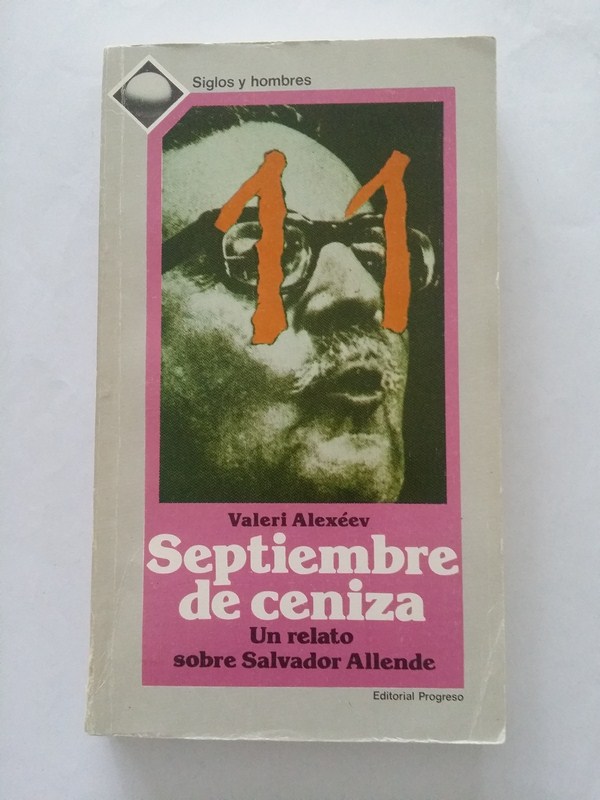 Siglos y hombres
11
Valeri Alexéev
Septiembre
de ceniza
Un relato
sobre Salvador Allende
Editorial Progreso